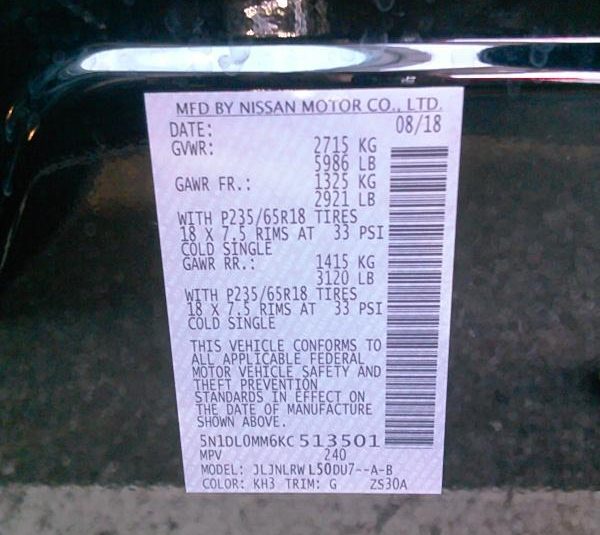 MFD BY NISSAN MOTOR CO., LTD.
DATE: 08/18
GVWR: 2715 KG
5986 LB
GAWR FR.: 1325 KG
2921 LB
WITH P235/65R18 TIRES
18 X 7.5 RIMS AT 33 PSI
COLD SINGLE
GAWR RR.: 1415 KG
3120 LB
WITH P235/65R18 TIRES
18 X 7.5 RIMS AT 33 PSI
COLD SINGLE
THIS VEHICLE CONFORMS TO
ALL APPLICABLE FEDERAL
MOTOR VEHICLE SAFETY AND
THEFT PREVENTION
STANDARDS IN EFFECT ON
THE DATE OF MANUFACTURE
SHOWN ABOVE.
5N1DL0MM6KC 513501
MPV 240
MODEL: JLJNLRW L50DU7--A-B
COLOR: KH3 TRIM: G ZS30A